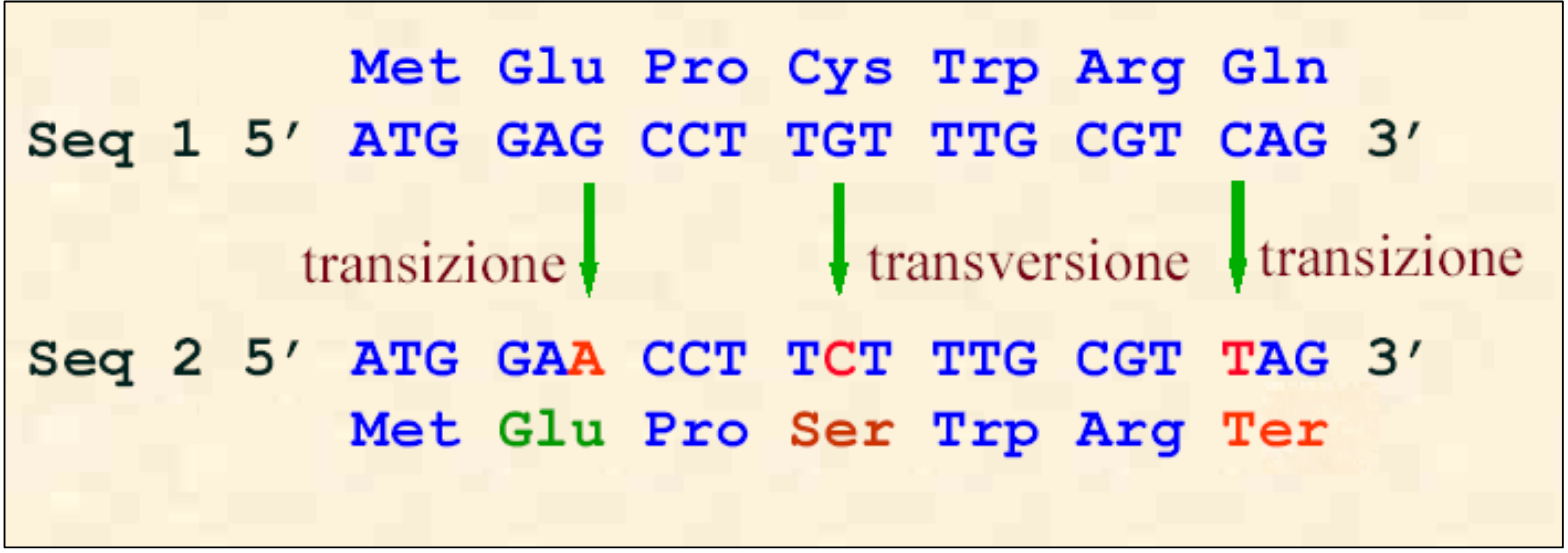 Met Glu Pro Cys Trp Arg Gln
Seq 1 5′ ATG GAG CCT TGT TTG CGT CAG 3′
transizione transversione transizione
Seq 2 5′ ATG GAA CCT TCT TTG CGT TAG 3′
Met Glu Pro Ser Trp Arg Ter